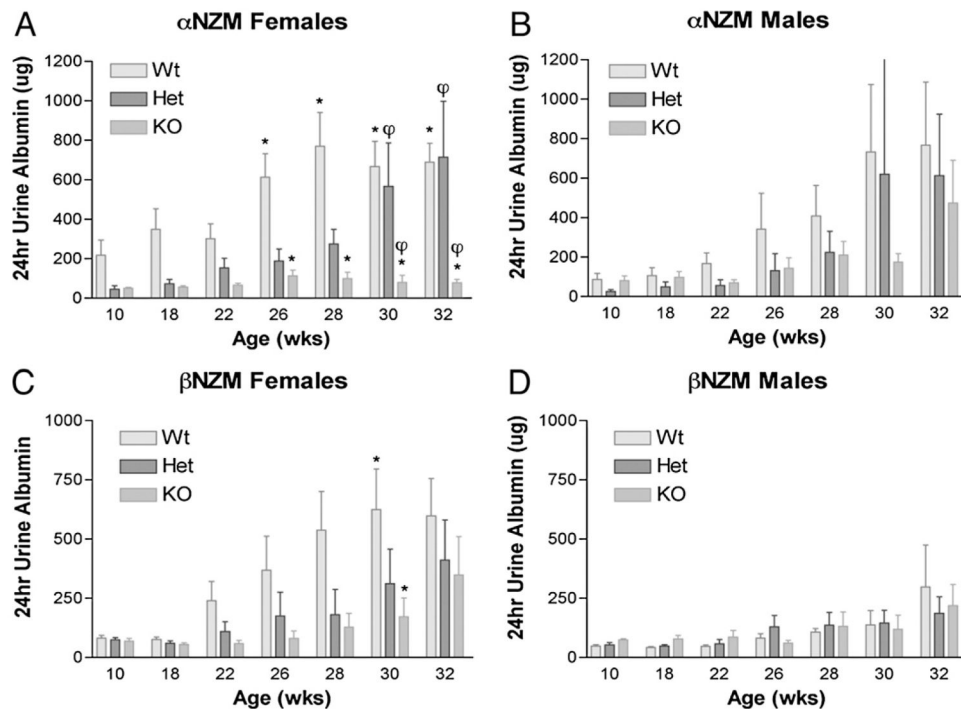 A
αNZM Females
24hr Urine Albumin (ug)
1200
1000
800
600
400
200
0
Wt
Het
KO
*
*
* φ
*
φ
*
*
φ
*
φ
*
10 18 22 26 28 30 32
Age (wks)
B
αNZM Males
24hr Urine Albumin (ug)
1200
1000
800
600
400
200
0
Wt
Het
KO
10 18 22 26 28 30 32
Age (wks)
C
βNZM Females
24hr Urine Albumin
1000
750
500
250
0
Wt
Het
KO
*
*
10 18 22 26 28 30 32
Age (wks)
D
βNZM Males
24hr Urine Albumin (ug)
1000
750
500
250
0
Wt
Het
KO
10 18 22 26 28 30 32
Age (wks)